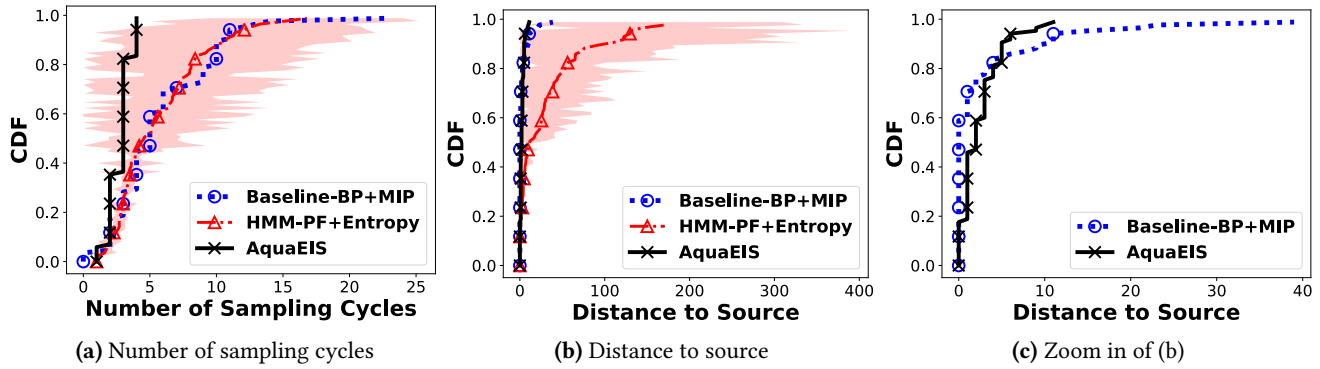 CDF
1.0
0.8
0.6
0.4
0.2
0.0
0 5 10 15 20 25
Number of Sampling Cycles
Baseline-BP+MIP
HMM-PF+Entropy
AquaEIS
(a) Number of sampling cycles
CDF
1.0
0.8
0.6
0.4
0.2
0.0
0 100 200 300 400
Distance to Source
Baseline-BP+MIP
HMM-PF+Entropy
AquaEIS
(b) Distance to source
CDF
1.0
0.8
0.6
0.4
0.2
0.0
0 10 20 30 40
Distance to Source
Baseline-BP+MIP
AquaEIS
(c) Zoom in of (b)